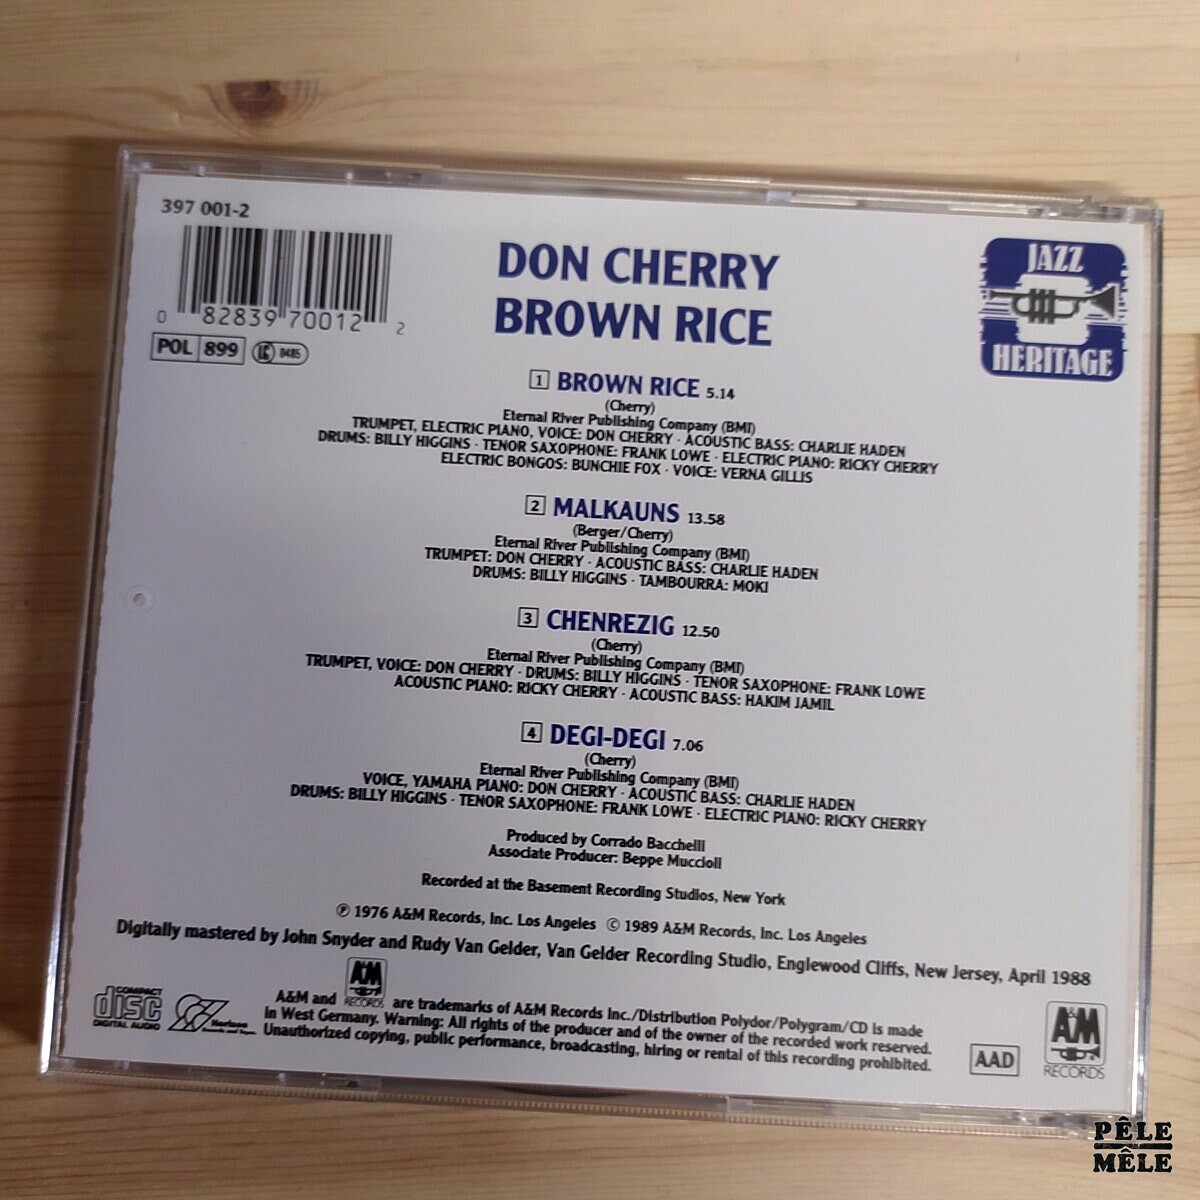 397 001-2
0 82839 70012 2
POL 899 0485
DON CHERRY
BROWN RICE
JAZZ
HERITAGE
1 BROWN RICE 5.14
(Cherry)
Eternal River Publishing Company (BMI)
TRUMPET, ELECTRIC PIANO, VOICE: DON CHERRY · ACOUSTIC BASS: CHARLIE HADEN
DRUMS: BILLY HIGGINS · TENOR SAXOPHONE: FRANK LOWE · ELECTRIC PIANO: RICKY CHERRY
ELECTRIC BONGOS: BUNCHIE FOX · VOICE: VERNA GILLIS
2 MALKAUNS 13.58
(Berger/Cherry)
Eternal River Publishing Company (BMI)
TRUMPET: DON CHERRY · ACOUSTIC BASS: CHARLIE HADEN
DRUMS: BILLY HIGGINS · TAMBOURRA: MOKI
3 CHENREZIG 12.50
(Cherry)
Eternal River Publishing Company (BMI)
TRUMPET, VOICE: DON CHERRY · DRUMS: BILLY HIGGINS · TENOR SAXOPHONE: FRANK LOWE
ACOUSTIC PIANO: RICKY CHERRY · ACOUSTIC BASS: HAKIM JAMIL
4 DEGI-DEGI 7.06
(Cherry)
Eternal River Publishing Company (BMI)
VOICE, YAMAHA PIANO: DON CHERRY · ACOUSTIC BASS: CHARLIE HADEN
DRUMS: BILLY HIGGINS · TENOR SAXOPHONE: FRANK LOWE · ELECTRIC PIANO: RICKY CHERRY
Produced by Corrado Bacchelli
Associate Producer: Beppe Muccioli
Recorded at the Basement Recording Studios, New York
℗ 1976 A&M Records, Inc. Los Angeles © 1989 A&M Records, Inc. Los Angeles
Digitally mastered by John Snyder and Rudy Van Gelder, Van Gelder Recording Studio, Englewood Cliffs, New Jersey, April 1988
COMPACT
disc
DIGITAL AUDIO
A&M and A&M RECORDS are trademarks of A&M Records Inc./Distribution Polydor/Polygram/CD is made
in West Germany. Warning: All rights of the producer and of the owner of the recorded work reserved.
Unauthorized copying, public performance, broadcasting, hiring or rental of this recording prohibited.
AAD
A&M
RECORDS
PÊLE
MÊLE